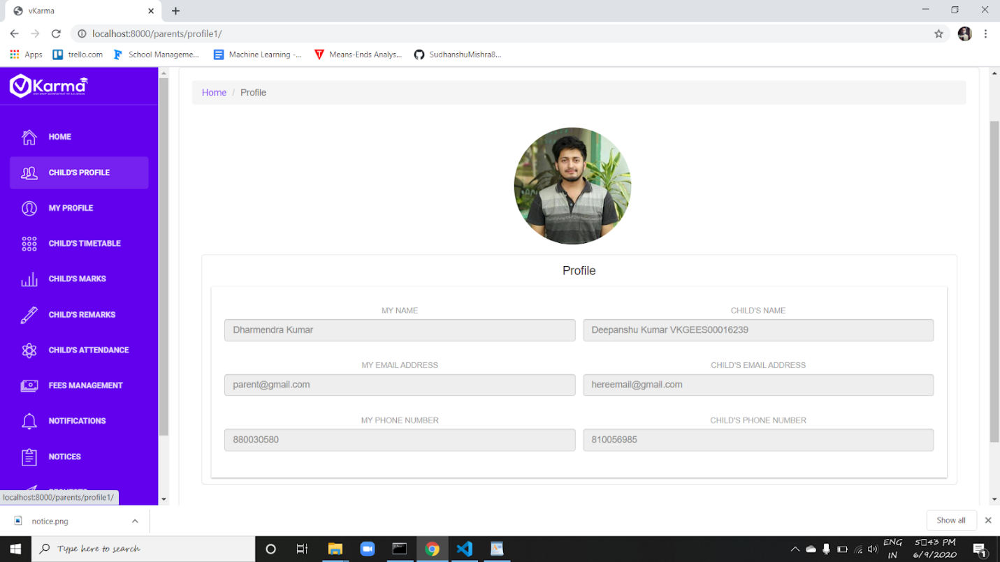 vKarma
localhost:8000/parents/profile1/
Apps trello.com School Manageme... Machine Learning -... Means-Ends Analys... SudhanshuMishra8...
Karma
Home / Profile
HOME
CHILD'S PROFILE
MY PROFILE
CHILD'S TIMETABLE
CHILD'S MARKS
CHILD'S REMARKS
CHILD'S ATTENDANCE
FEES MANAGEMENT
NOTIFICATIONS
NOTICES
localhost:8000/parents/profile1/
Profile
MY NAME CHILD'S NAME
Dharmendra Kumar Deepanshu Kumar VKGEES00016239
MY EMAIL ADDRESS CHILD'S EMAIL ADDRESS
parent@gmail.com hereemail@gmail.com
MY PHONE NUMBER CHILD'S PHONE NUMBER
880030580 810056985
notice.png Show all
Type here to search
ENG 5:43 PM
IN 6/9/2020
1